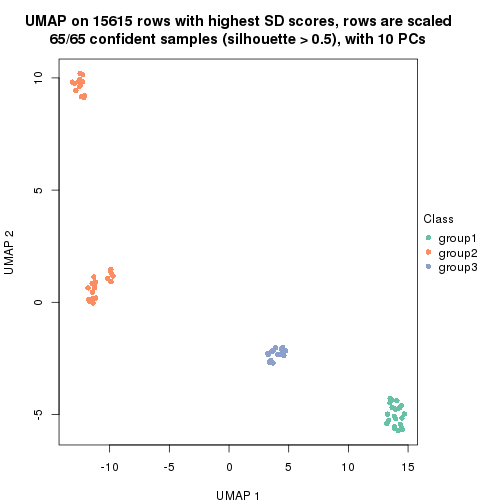 UMAP on 15615 rows with highest SD scores, rows are scaled
65/65 confident samples (silhouette > 0.5), with 10 PCs
10
5
0
-5
UMAP 2
-10
-5
0
5
10
15
UMAP 1
Class
group1
group2
group3